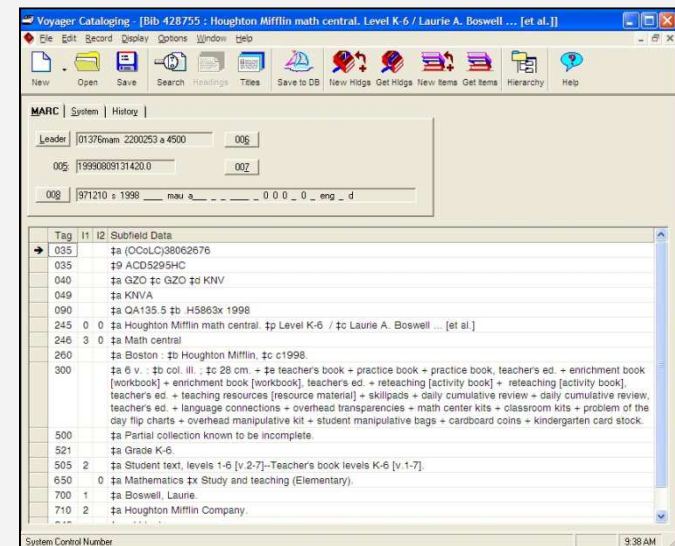 Voyager Cataloging - [Bib 428755 : Houghton Mifflin math central. Level K-6 / Laurie A. Boswell ... [et al.]]
File Edit Record Display Options Window Help
New Open Save Search Headings Titles Save to DB New Hldgs Get Hldgs New Items Get Items Hierarchy Help
MARC System History
Leader 01376mam 2200253 a 4500 006
005: 19990809131420.0 007
008 971210 s 1998 ___ mau a___ _ _ ____ _ 0 0 0 _ 0 _ eng _ d
Tag I1 I2 Subfield Data
035 ‡a (OCoLC)38062676
035 ‡9 ACD5295HC
040 ‡a GZO ‡c GZO ‡d KNV
049 ‡a KNVA
090 ‡a QA135.5 ‡b .H5863x 1998
245 0 0 ‡a Houghton Mifflin math central. ‡p Level K-6 / ‡c Laurie A. Boswell ... [et al.]
246 3 0 ‡a Math central
260 ‡a Boston : ‡b Houghton Mifflin, ‡c c1998.
300 ‡a 6 v. : ‡b col. ill. ; ‡c 28 cm. + ‡e teacher's book + practice book + practice book, teacher's ed. + enrichment book
[workbook] + enrichment book [workbook], teacher's ed. + reteaching [activity book] + reteaching [activity book],
teacher's ed. + teaching resources [resource material] + skillpads + daily cumulative review + daily cumulative review,
teacher's ed. + language connections + overhead transparencies + math center kits + classroom kits + problem of the
day flip charts + overhead manipulative kit + student manipulative bags + cardboard coins + kindergarten card stock.
500 ‡a Partial collection known to be incomplete.
521 ‡a Grade K-6.
505 2 ‡a Student text, levels 1-6 [v.2-7]--Teacher's book levels K-6 [v.1-7].
650 0 ‡a Mathematics ‡x Study and teaching (Elementary).
700 1 ‡a Boswell, Laurie.
710 2 ‡a Houghton Mifflin Company.
System Control Number 9:38 AM